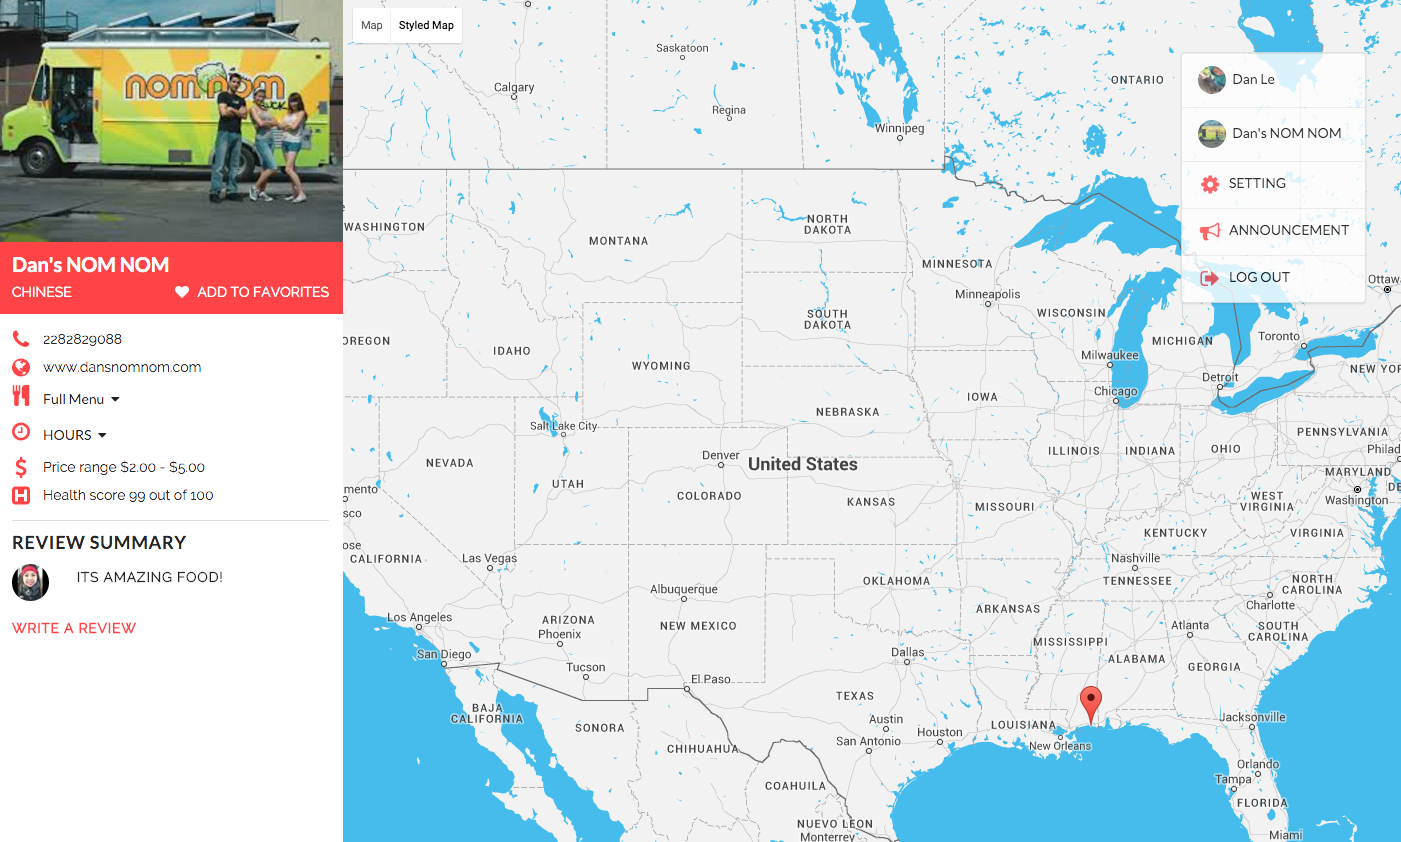 nom nom
Dan's NOM NOM
CHINESE
ADD TO FAVORITES
2282829088
www.dansnomnom.com
Full Menu
HOURS
Price range $2.00 - $5.00
Health score 99 out of 100
REVIEW SUMMARY
ITS AMAZING FOOD!
WRITE A REVIEW
Map
Styled Map
Dan Le
Dan's NOM NOM
SETTING
ANNOUNCEMENT
LOG OUT
Saskatoon
Calgary
Regina
Winnipeg
ONTARIO
WASHINGTON
MONTANA
NORTH
DAKOTA
MINNESOTA
Minneapolis
Ottaw
OREGON
IDAHO
SOUTH
DAKOTA
WISCONSIN
MICHIGAN
Toronto
Milwaukee
WYOMING
Detroit
NEW YOR
Chicago
IOWA
NEBRASKA
Salt Lake City
PENNSYLVANIA
Philad
ILLINOIS
INDIANA
OHIO
Denver
United States
NEVADA
UTAH
COLORADO
KANSAS
MISSOURI
MARYLAND
DE
WEST
VIRGINIA
Washington
mento
sco
KENTUCKY
VIRGINIA
ose
CALIFORNIA
Las Vegas
Nashville
TENNESSEE
Albuquerque
OKLAHOMA
NORTH
CAROLINA
Charlotte
ARKANSAS
Los Angeles
ARIZONA
Phoenix
NEW MEXICO
Atlanta
SOUTH
CAROLINA
MISSISSIPPI
San Diego
Dallas
ALABAMA
GEORGIA
Tucson
El Paso
TEXAS
BAJA
CALIFORNIA
SONORA
Austin
LOUISIANA
Jacksonville
Houston
San Antonio
New Orleans
CHIHUAHUA
Orlando
Tampa
COAHUILA
FLORIDA
NUEVO LEON
Monterrey
Miami